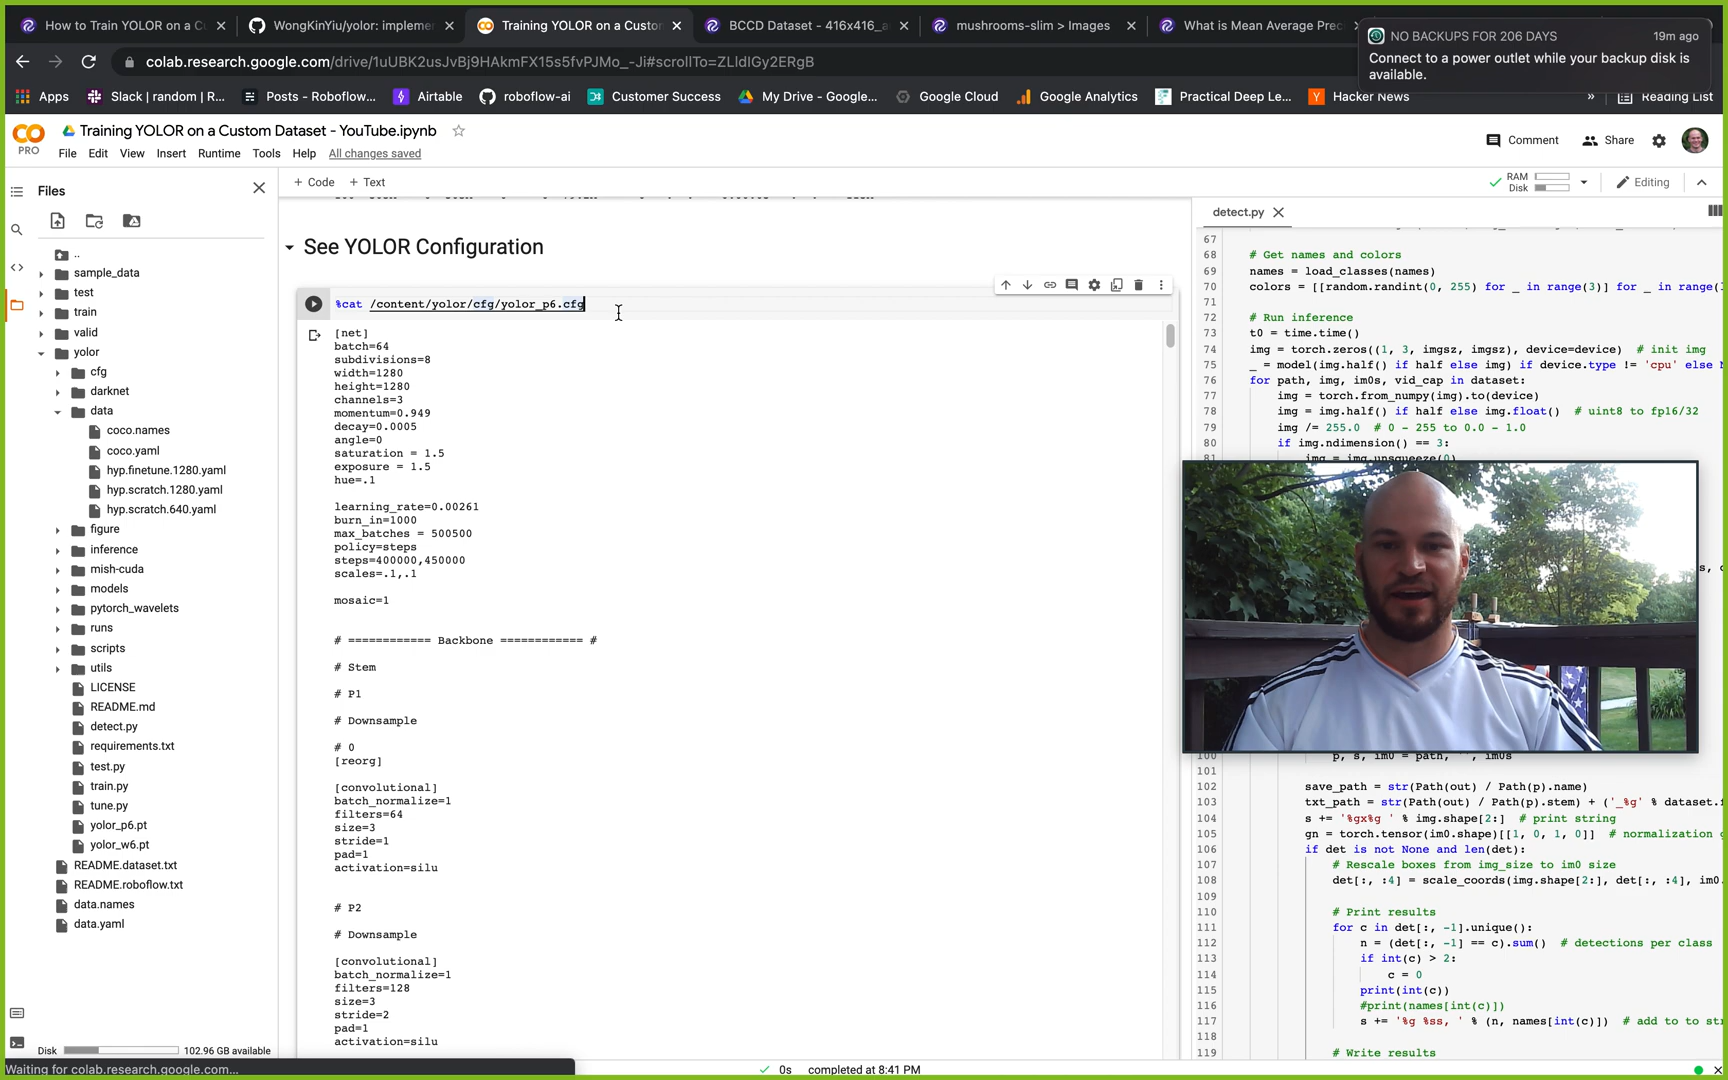 How to Train YOLOR on a Cu
WongKinYiu/yolor: impleme
Training YOLOR on a Custo
BCCD Dataset - 416x416_a
mushrooms-slim > Images
What is Mean Average Prec
NO BACKUPS FOR 206 DAYS
19m ago
Connect to a power outlet while your backup disk is
available.
colab.research.google.com/drive/1uUBK2usJvBj9HAkmFX15s5fvPJMo_-Ji#scrollTo=ZLIdIGy2ERgB
Apps
Slack | random | R...
Posts - Roboflow...
Airtable
roboflow-ai
Customer Success
My Drive - Google...
Google Cloud
Google Analytics
Practical Deep Le...
Hacker News
»
Reading List
CO
PRO
Training YOLOR on a Custom Dataset - YouTube.ipynb
File Edit View Insert Runtime Tools Help All changes saved
Comment
Share
Files
+ Code + Text
RAM
Disk
Editing
..
sample_data
test
train
valid
yolor
cfg
darknet
data
coco.names
coco.yaml
hyp.finetune.1280.yaml
hyp.scratch.1280.yaml
hyp.scratch.640.yaml
figure
inference
mish-cuda
models
pytorch_wavelets
runs
scripts
utils
LICENSE
README.md
detect.py
requirements.txt
test.py
train.py
tune.py
yolor_p6.pt
yolor_w6.pt
README.dataset.txt
README.roboflow.txt
data.names
data.yaml
Disk
102.96 GB available
Waiting for colab.research.google.com...
See YOLOR Configuration
%cat /content/yolor/cfg/yolor_p6.cfg
[net]
batch=64
subdivisions=8
width=1280
height=1280
channels=3
momentum=0.949
decay=0.0005
angle=0
saturation = 1.5
exposure = 1.5
hue=.1
learning_rate=0.00261
burn_in=1000
max_batches = 500500
policy=steps
steps=400000,450000
scales=.1,.1
mosaic=1
# ============ Backbone ============ #
# Stem
# P1
# Downsample
# 0
[reorg]
[convolutional]
batch_normalize=1
filters=64
size=3
stride=1
pad=1
activation=silu
# P2
# Downsample
[convolutional]
batch_normalize=1
filters=128
size=3
stride=2
pad=1
activation=silu
0s completed at 8:41 PM
detect.py
67
68 # Get names and colors
69 names = load_classes(names)
70 colors = [[random.randint(0, 255) for _ in range(3)] for _ in range(
71
72 # Run inference
73 t0 = time.time()
74 img = torch.zeros((1, 3, imgsz, imgsz), device=device) # init img
75 _ = model(img.half() if half else img) if device.type != 'cpu' else
76 for path, img, im0s, vid_cap in dataset:
77 img = torch.from_numpy(img).to(device)
78 img = img.half() if half else img.float() # uint8 to fp16/32
79 img /= 255.0 # 0 - 255 to 0.0 - 1.0
80 if img.ndimension() == 3:
81 img = img.unsqueeze(0)
100 p, s, im0 = path, '', im0s
101
102 save_path = str(Path(out) / Path(p).name)
103 txt_path = str(Path(out) / Path(p).stem) + ('_%g' % dataset.
104 s += '%gx%g ' % img.shape[2:] # print string
105 gn = torch.tensor(im0.shape)[[1, 0, 1, 0]] # normalization
106 if det is not None and len(det):
107 # Rescale boxes from img_size to im0 size
108 det[:, :4] = scale_coords(img.shape[2:], det[:, :4], im0.
109
110 # Print results
111 for c in det[:, -1].unique():
112 n = (det[:, -1] == c).sum() # detections per class
113 if int(c) > 2:
114 c = 0
115 print(int(c))
116 #print(names[int(c)])
117 s += '%g %ss, ' % (n, names[int(c)]) # add to to st
118
119 # Write results